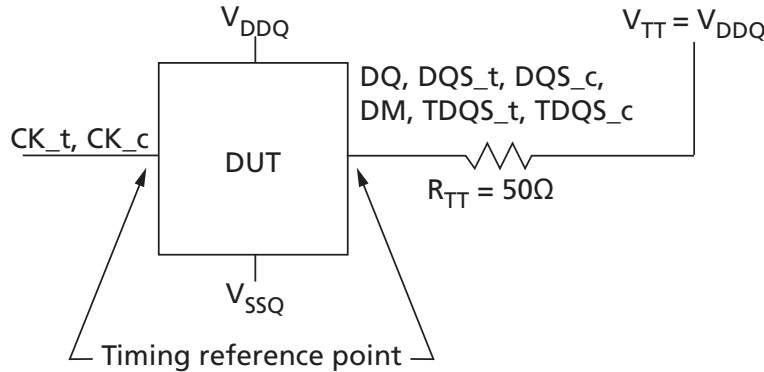 V_DDQ
V_TT = V_DDQ
DQ, DQS_t, DQS_c,
DM, TDQS_t, TDQS_c
CK_t, CK_c
DUT
R_TT = 50Ω
V_SSQ
Timing reference point